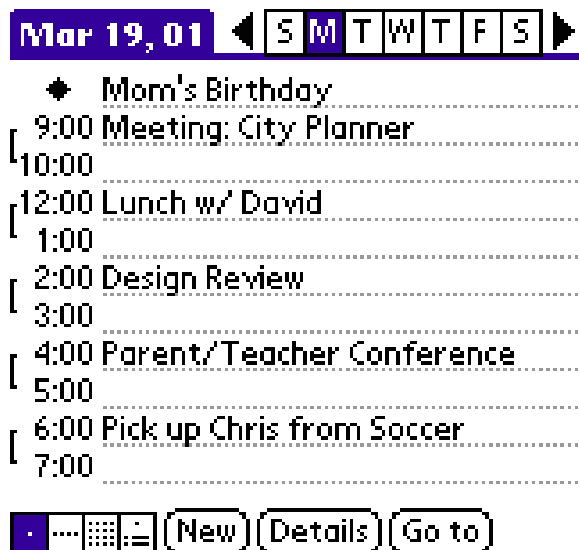 Mar 19, 01 S M T W T F S
Mom's Birthday
9:00 Meeting: City Planner
10:00
12:00 Lunch w/ David
1:00
2:00 Design Review
3:00
4:00 Parent/Teacher Conference
5:00
6:00 Pick up Chris from Soccer
7:00
New Details Go to